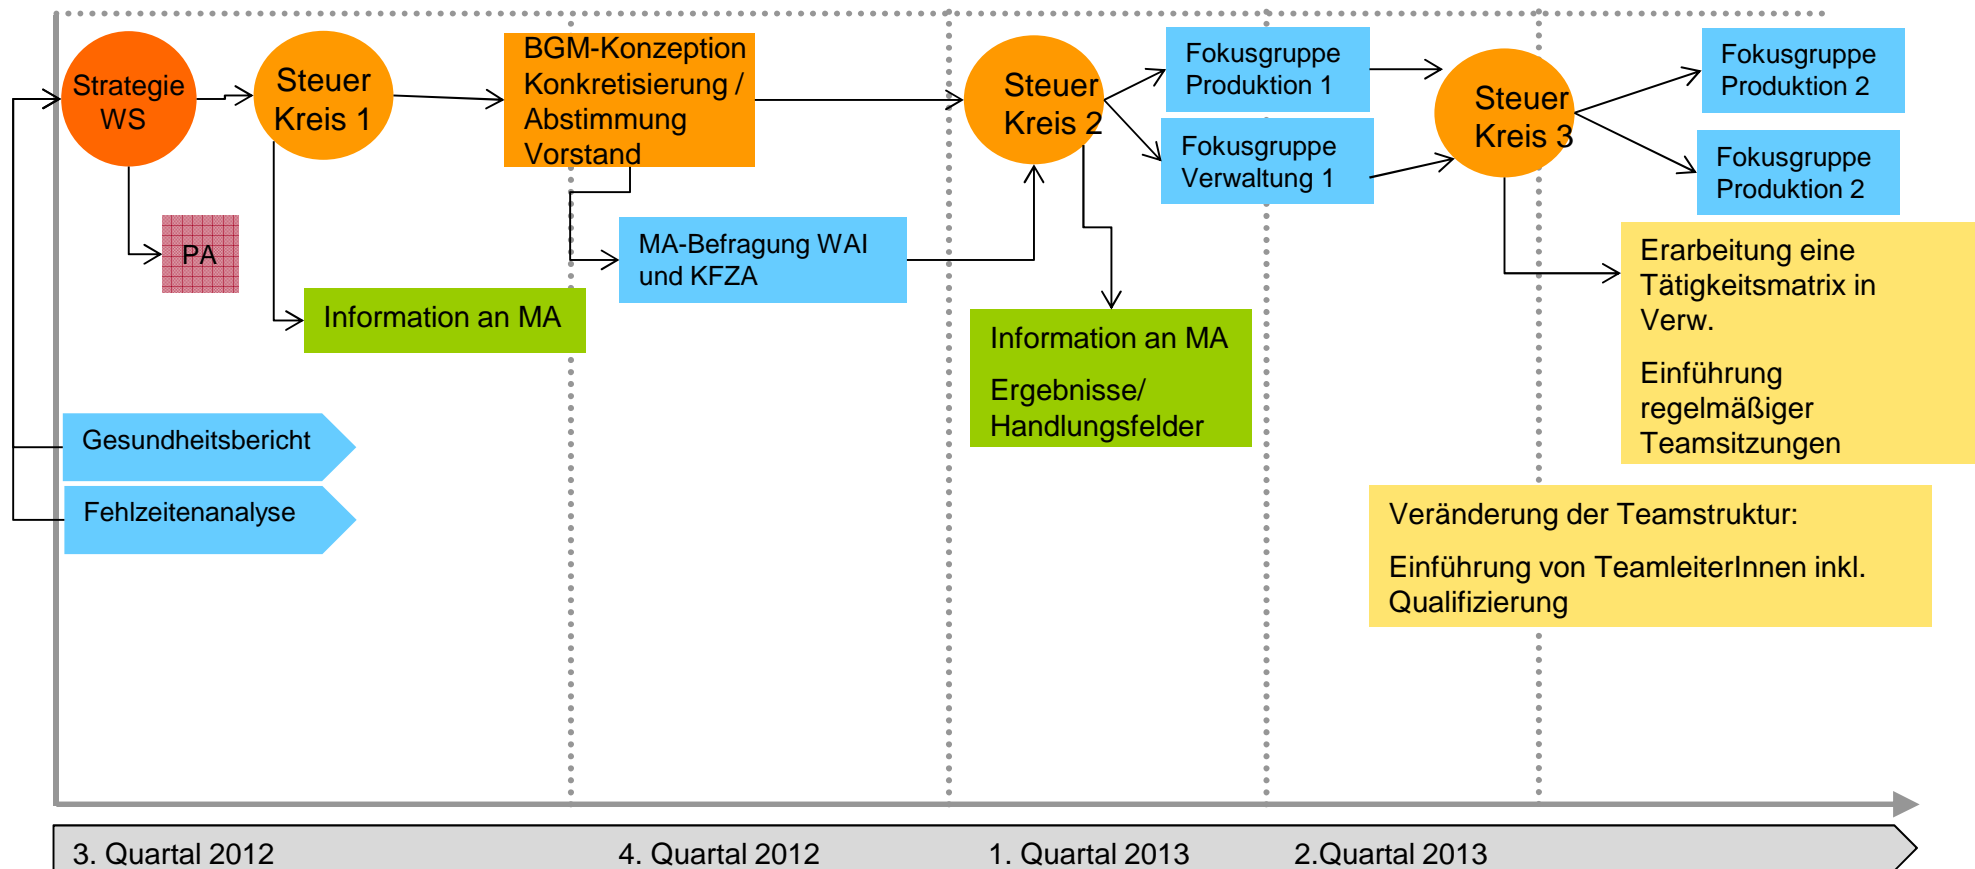 Strategie
WS
Steuer
Kreis 1
BGM-Konzeption
Konkretisierung /
Abstimmung
Vorstand
Steuer
Kreis 2
Fokusgruppe
Produktion 1
Fokusgruppe
Verwaltung 1
Steuer
Kreis 3
Fokusgruppe
Produktion 2
Fokusgruppe
Produktion 2
PA
Information an MA
MA-Befragung WAI
und KFZA
Information an MA
Ergebnisse/
Handlungsfelder
Erarbeitung eine
Tätigkeitsmatrix in
Verw.
Einführung
regelmäßiger
Teamsitzungen
Gesundheitsbericht
Fehlzeitenanalyse
Veränderung der Teamstruktur:
Einführung von TeamleiterInnen inkl.
Qualifizierung
3. Quartal 2012
4. Quartal 2012
1. Quartal 2013
2.Quartal 2013